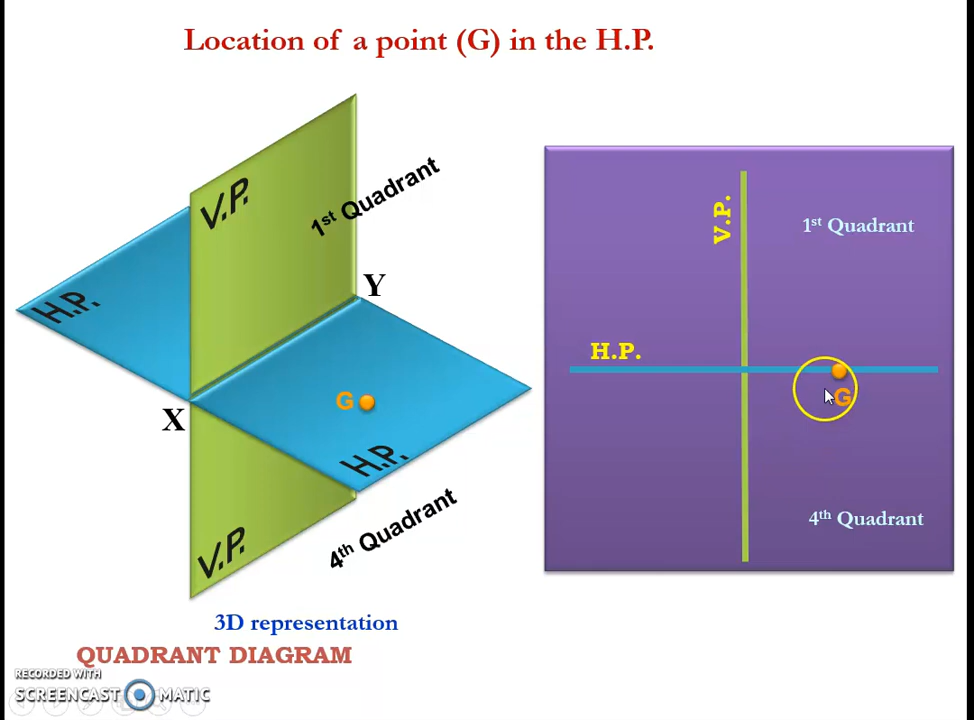 Location of a point (G) in the H.P.
V.P.
1st Quadrant
H.P.
Y
G
X
H.P.
V.P.
4th Quadrant
3D representation
QUADRANT DIAGRAM
V.P.
1st Quadrant
H.P.
G
4th Quadrant
RECORDED WITH
SCREENCAST MATIC